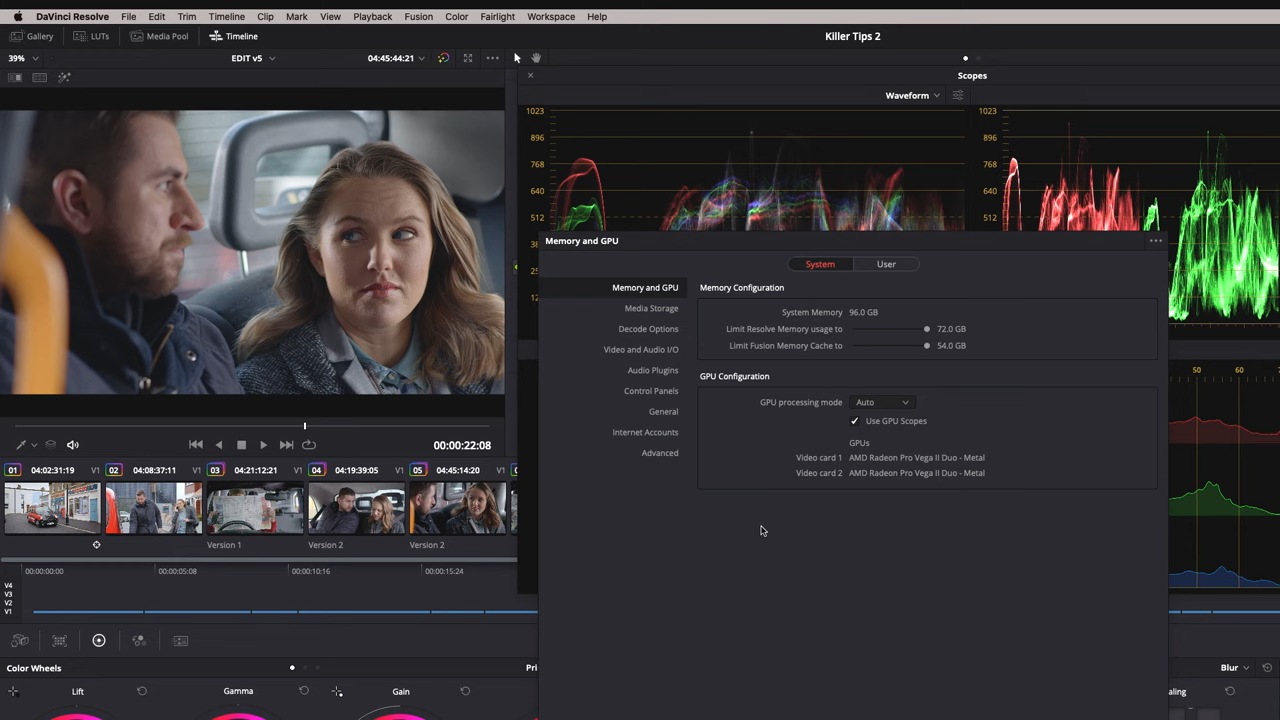 DaVinci Resolve File Edit Trim Timeline Clip Mark View Playback Fusion Color Fairlight Workspace Help
Gallery LUTs Media Pool Timeline Killer Tips 2
39% EDIT v5 04:45:44:21
Scopes
Waveform
1023 1023
896 896
768 768
640 640
512 512
Memory and GPU
System User
Memory and GPU
Media Storage
Decode Options
Video and Audio I/O
Audio Plugins
Control Panels
General
Internet Accounts
Advanced
Memory Configuration
System Memory 96.0 GB
Limit Resolve Memory usage to 72.0 GB
Limit Fusion Memory Cache to 54.0 GB
GPU Configuration
GPU processing mode Auto
Use GPU Scopes
GPUs
Video card 1 AMD Radeon Pro Vega II Duo - Metal
Video card 2 AMD Radeon Pro Vega II Duo - Metal
50 60
00:00:22:08
01 04:02:31:19 V1 02 04:08:37:11 V1 03 04:21:12:21 V1 04 04:19:39:05 V1 05 04:45:14:20 V1
Version 1 Version 2 Version 2
00:00:00:00 00:00:05:08 00:00:10:16 00:00:15:24
V4
V3
V2
V1
Color Wheels Blur
Lift Gamma Gain